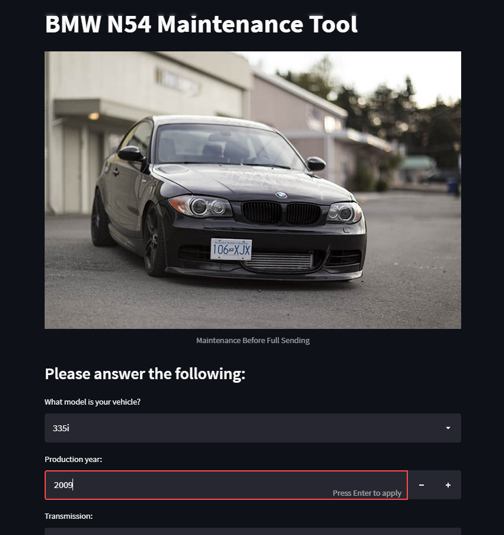 BMW N54 Maintenance Tool
106 XJX
Maintenance Before Full Sending
Please answer the following:
What model is your vehicle?
335i
Production year:
2009
Press Enter to apply
− +
Transmission: